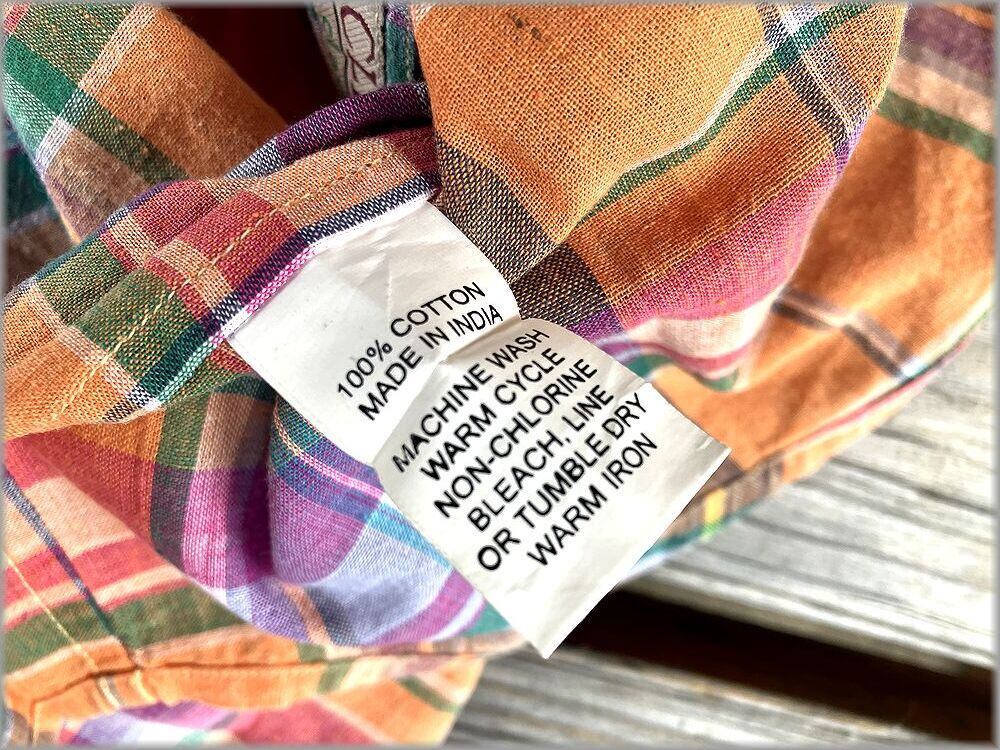 100% COTTON
MADE IN INDIA
MACHINE WASH
WARM CYCLE
NON-CHLORINE
BLEACH, LINE
OR TUMBLE DRY
WARM IRON